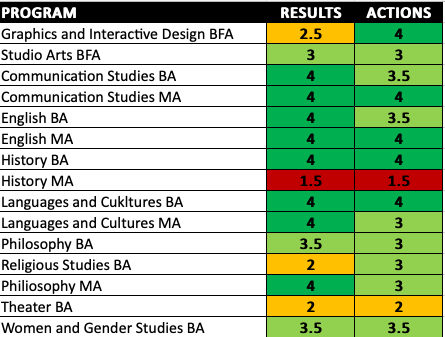 PROGRAM RESULTS ACTIONS
Graphics and Interactive Design BFA 2.5 4
Studio Arts BFA 3 3
Communication Studies BA 4 3.5
Communication Studies MA 4 4
English BA 4 3.5
English MA 4 4
History BA 4 4
History MA 1.5 1.5
Languages and Cukltures BA 4 4
Languages and Cultures MA 4 3
Philosophy BA 3.5 3
Religious Studies BA 2 3
Philiosophy MA 4 3
Theater BA 2 2
Women and Gender Studies BA 3.5 3.5